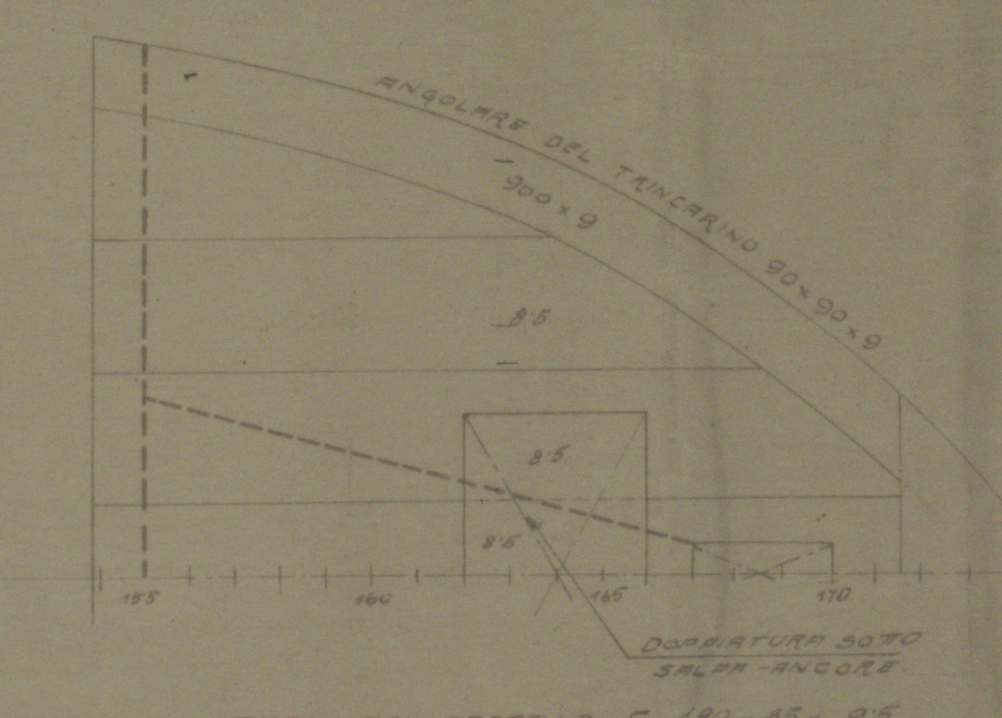 ANGOLARE DEL TRINCARINO 90×90×9
900×9
8·5
8·5
8·5
155 160 165 170
DOPPIATURA SOTTO
SALPA-ANCORE.